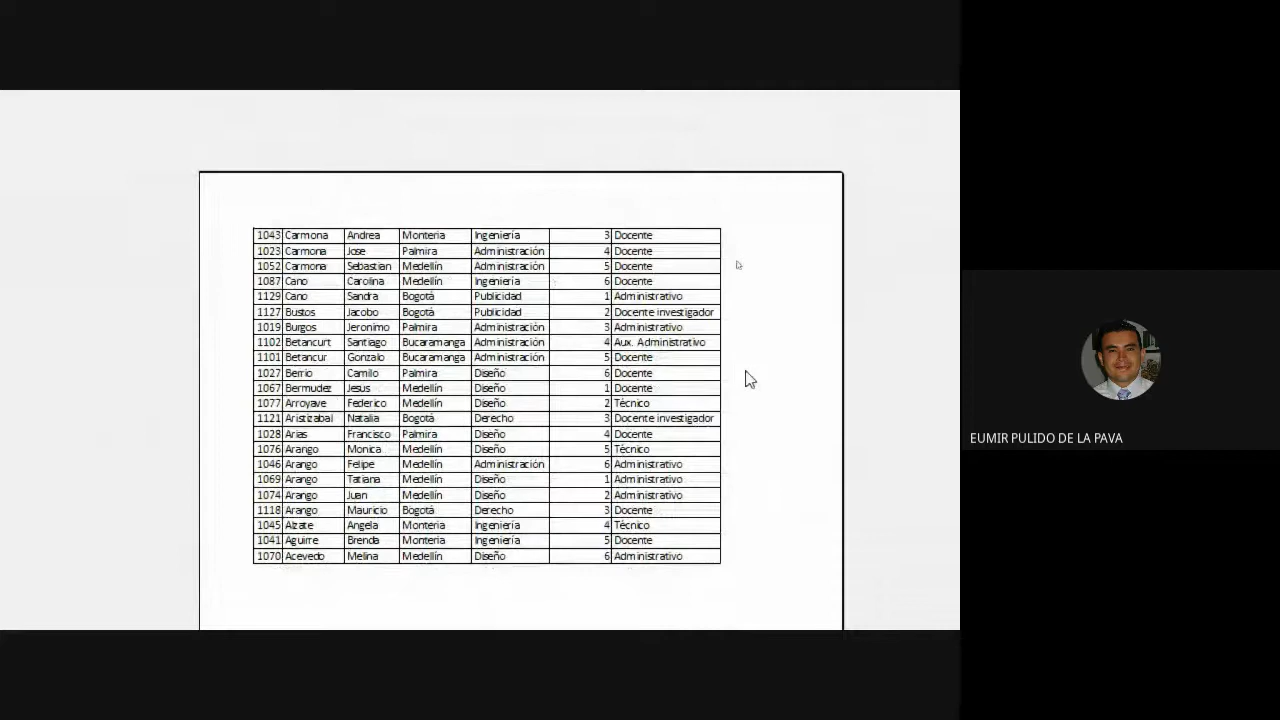 1043 Carmona Andrea Monteria Ingeniería 3 Docente
1023 Carmona Jose Palmira Administración 4 Docente
1052 Carmona Sebastian Medellín Administración 5 Docente
1087 Cano Carolina Medellín Ingeniería 6 Docente
1129 Cano Sandra Bogotá Publicidad 1 Administrativo
1127 Bustos Jacobo Bogotá Publicidad 2 Docente investigador
1019 Burgos Jeronimo Palmira Administración 3 Administrativo
1102 Betancurt Santiago Bucaramanga Administración 4 Aux. Administrativo
1101 Betancur Gonzalo Bucaramanga Administración 5 Docente
1027 Berrio Camilo Palmira Diseño 6 Docente
1067 Bermudez Jesus Medellín Diseño 1 Docente
1077 Arroyave Federico Medellín Diseño 2 Técnico
1121 Aristizabal Natalia Bogotá Derecho 3 Docente investigador
1028 Arias Francisco Palmira Diseño 4 Docente
1076 Arango Monica Medellín Diseño 5 Técnico
1046 Arango Felipe Medellín Administración 6 Administrativo
1069 Arango Tatiana Medellín Diseño 1 Administrativo
1074 Arango Juan Medellín Diseño 2 Administrativo
1118 Arango Mauricio Bogotá Derecho 3 Docente
1045 Alzate Angela Monteria Ingeniería 4 Técnico
1041 Aguirre Brenda Monteria Ingeniería 5 Docente
1070 Acevedo Melina Medellín Diseño 6 Administrativo
EUMIR PULIDO DE LA PAVA